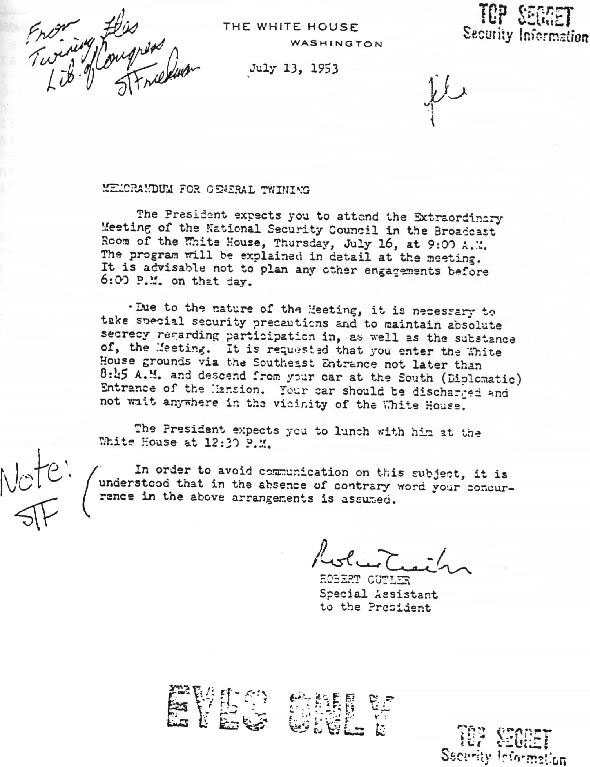 From
Twining files
Lib. of Congress
STFriedman
THE WHITE HOUSE
WASHINGTON
TOP SECRET
Security Information
July 13, 1953
MEMORANDUM FOR GENERAL TWINING
The President expects you to attend the Extraordinary
Meeting of the National Security Council in the Broadcast
Room of the White House, Thursday, July 16, at 9:00 A.M.
The program will be explained in detail at the meeting.
It is advisable not to plan any other engagements before
6:00 P.M. on that day.
Due to the nature of the Meeting, it is necessary to
take special security precautions and to maintain absolute
secrecy regarding participation in, as well as the substance
of, the Meeting. It is requested that you enter the White
House grounds via the Southeast Entrance not later than
8:45 A.M. and descend from your car at the South (Diplomatic)
Entrance of the Mansion. Your car should be discharged and
not wait anywhere in the vicinity of the White House.
The President expects you to lunch with him at the
White House at 12:30 P.M.
Note:
STF
In order to avoid communication on this subject, it is
understood that in the absence of contrary word your concur-
rence in the above arrangements is assumed.
Robert Cutler
ROBERT CUTLER
Special Assistant
to the President
EYES ONLY
TOP SECRET
Security Information